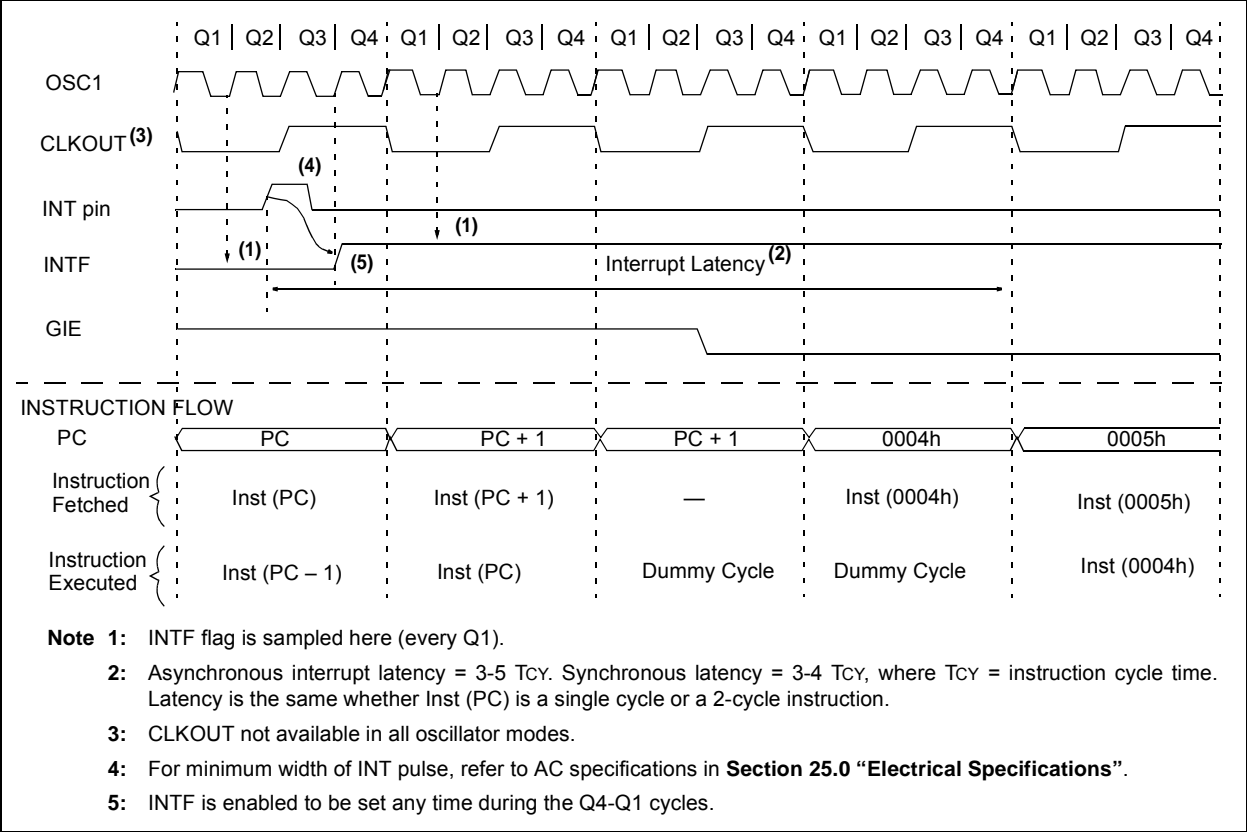 Q1 Q2 Q3 Q4 Q1 Q2 Q3 Q4 Q1 Q2 Q3 Q4 Q1 Q2 Q3 Q4 Q1 Q2 Q3 Q4
OSC1
CLKOUT (3)
(4)
INT pin
(1)
(1)
INTF
(5)
Interrupt Latency (2)
GIE
INSTRUCTION FLOW
PC PC PC + 1 PC + 1 0004h 0005h
Instruction Fetched Inst (PC) Inst (PC + 1) — Inst (0004h) Inst (0005h)
Instruction Executed Inst (PC – 1) Inst (PC) Dummy Cycle Dummy Cycle Inst (0004h)
Note 1: INTF flag is sampled here (every Q1).
2: Asynchronous interrupt latency = 3-5 TCY. Synchronous latency = 3-4 TCY, where TCY = instruction cycle time.
Latency is the same whether Inst (PC) is a single cycle or a 2-cycle instruction.
3: CLKOUT not available in all oscillator modes.
4: For minimum width of INT pulse, refer to AC specifications in Section 25.0 “Electrical Specifications”.
5: INTF is enabled to be set any time during the Q4-Q1 cycles.